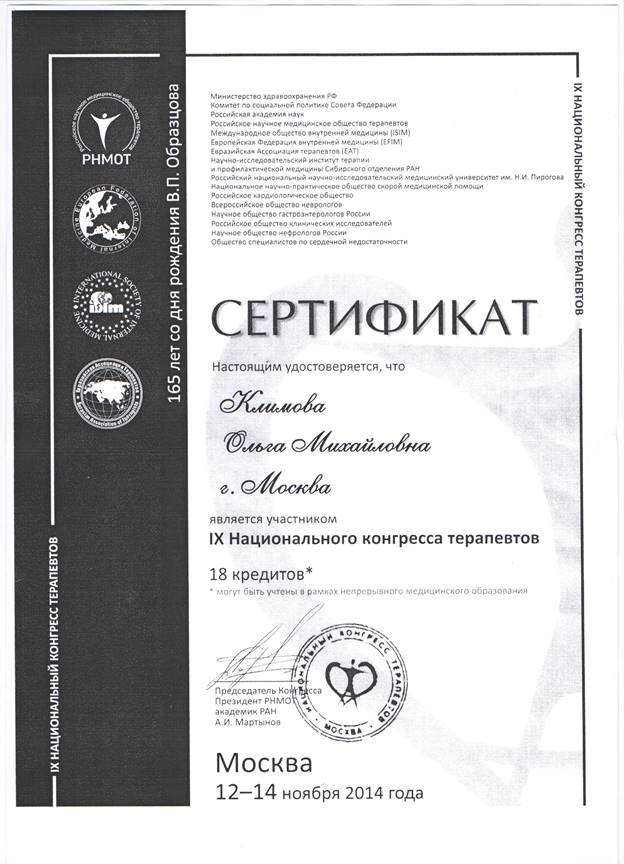 РНМОТ
European Federation of Internal Medicine
INTERNATIONAL SOCIETY OF INTERNAL MEDICINE
isim
165 лет со дня рождения В.П. Образцова
IX НАЦИОНАЛЬНЫЙ КОНГРЕСС ТЕРАПЕВТОВ
Министерство здравоохранения РФ
Комитет по социальной политике Совета Федерации
Российская академия наук
Российское научное медицинское общество терапевтов
Международное общество внутренней медицины (ISIM)
Европейская Федерация внутренней медицины (EFIM)
Евразийская Ассоциация терапевтов (ЕАТ)
Научно-исследовательский институт терапии
и профилактической медицины Сибирского отделения РАН
Российский национальный научно-исследовательский медицинский университет им. Н.И. Пирогова
Национальное научно-практическое общество скорой медицинской помощи
Российское кардиологическое общество
Всероссийское общество неврологов
Научное общество гастроэнтерологов России
Российское общество клинических исследователей
Научное общество нефрологов России
Общество специалистов по сердечной недостаточности
IX НАЦИОНАЛЬНЫЙ КОНГРЕСС ТЕРАПЕВТОВ
СЕРТИФИКАТ
Настоящим удостоверяется, что
Климова
Ольга Михайловна
г. Москва
является участником
IX Национального конгресса терапевтов
18 кредитов*
* могут быть учтены в рамках непрерывного медицинского образования
Председатель Конгресса
Президент РНМОТ
академик РАН
А.И. Мартынов
НАЦИОНАЛЬНЫЙ КОНГРЕСС ТЕРАПЕВТОВ
МОСКВА
Москва
12–14 ноября 2014 года